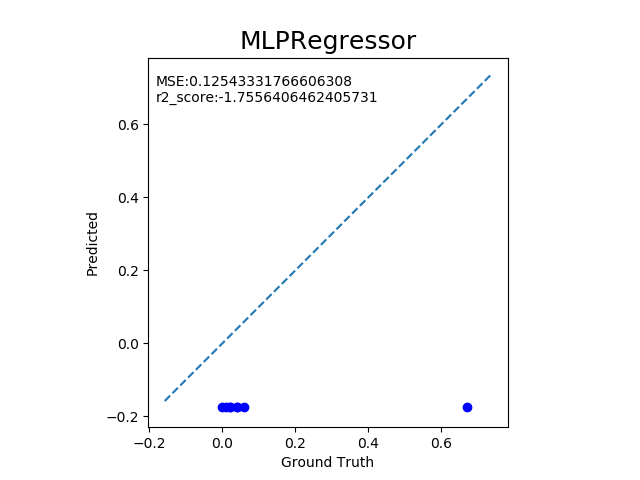 MLPRegressor
MSE:0.12543331766606308
r2_score:-1.7556406462405731
0.6
0.4
Predicted
0.2
0.0
−0.2
−0.2 0.0 0.2 0.4 0.6
Ground Truth